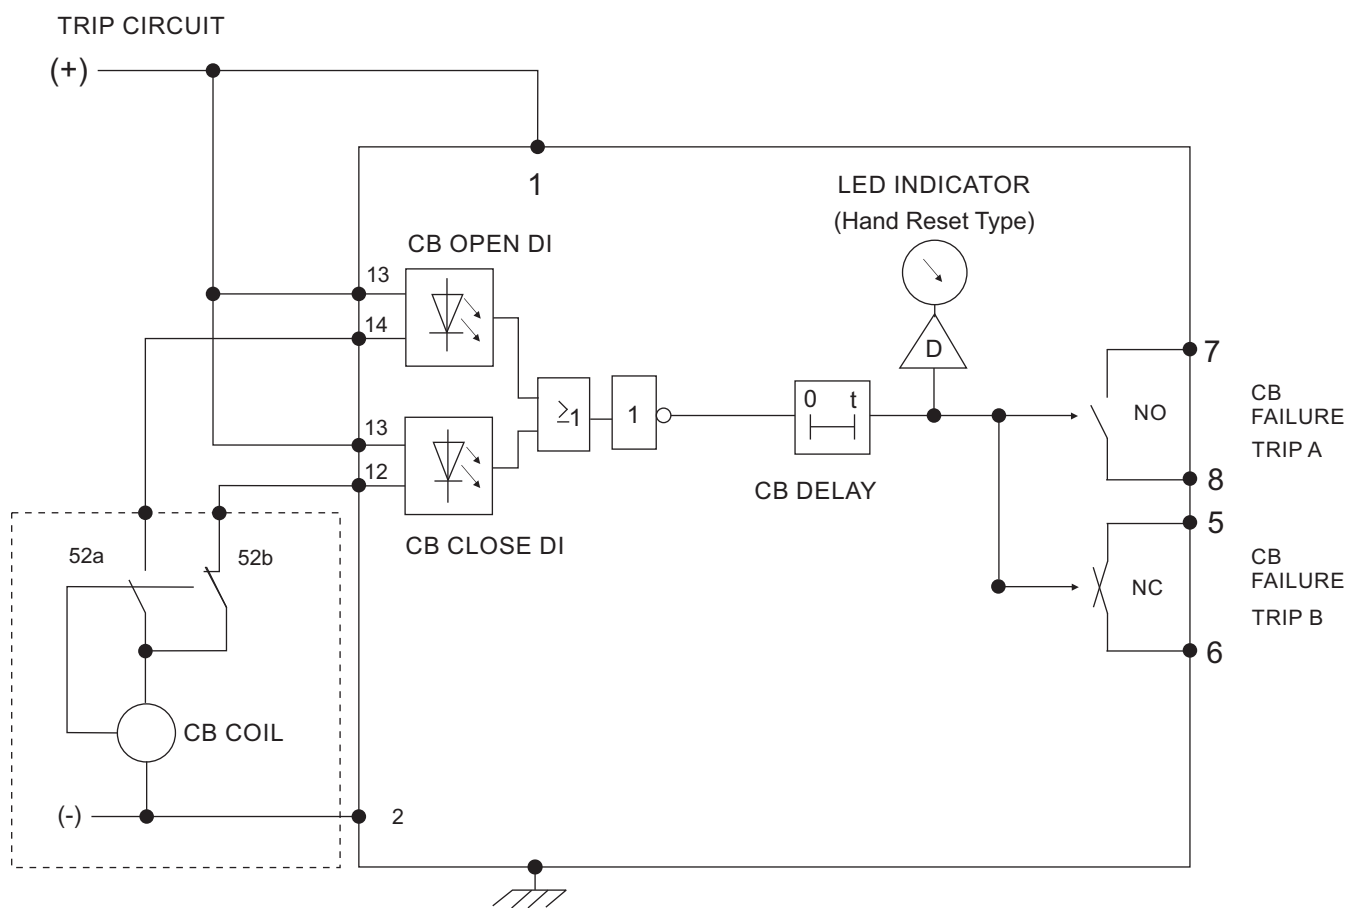 TRIP CIRCUIT
(+)
1
LED INDICATOR
(Hand Reset Type)
CB OPEN DI
13
14
D
7
0 t
CB
FAILURE
TRIP A
NO
≥1
1
13
12
CB DELAY
8
5
CB CLOSE DI
52a
52b
CB
FAILURE
TRIP B
NC
6
CB COIL
(-)
2